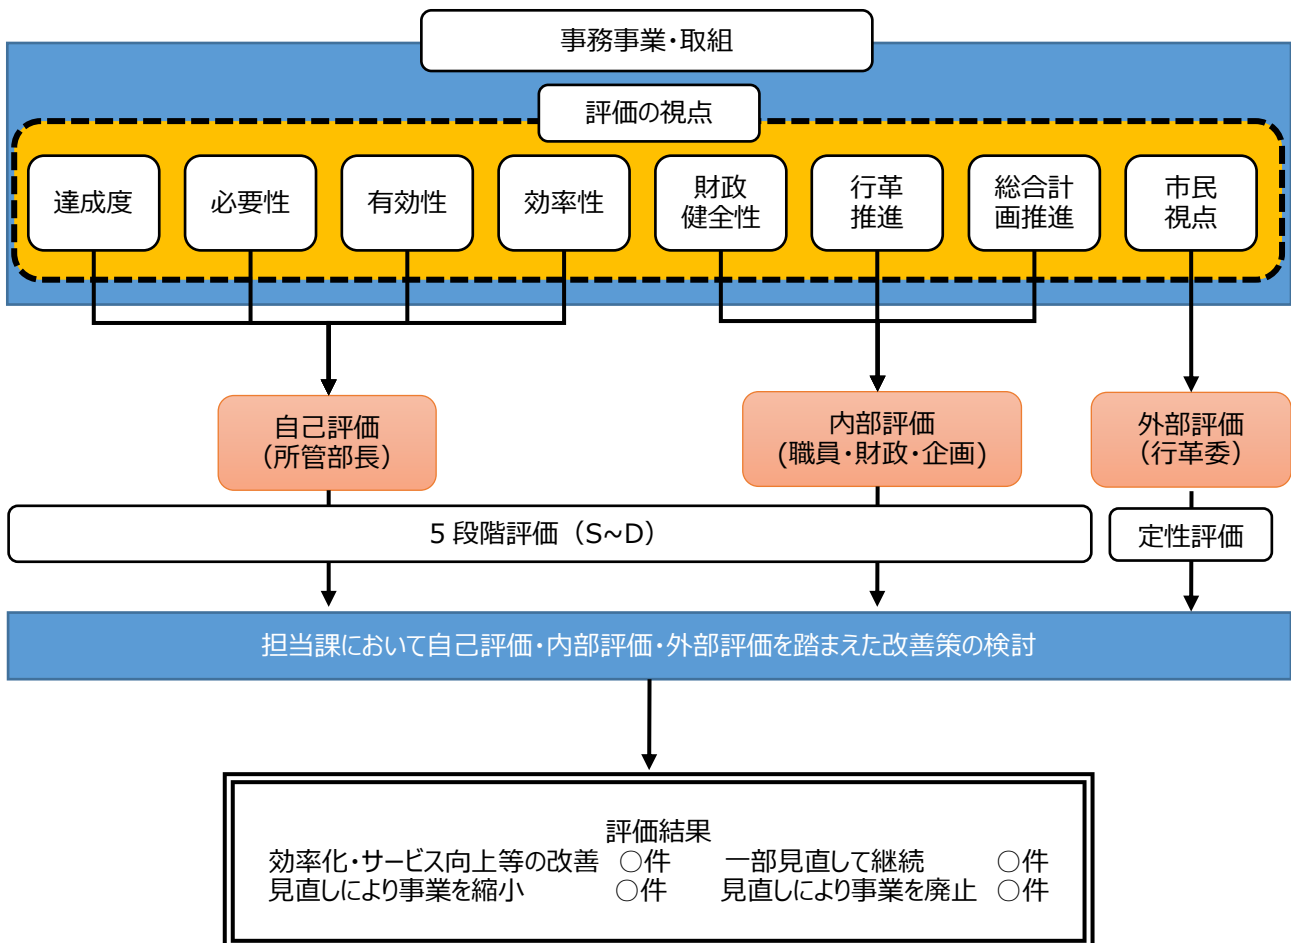 事務事業・取組
評価の視点
達成度
必要性
有効性
効率性
財政
健全性
行革
推進
総合計
画推進
市民
視点
自己評価
（所管部長）
内部評価
(職員・財政・企画)
外部評価
（行革委）
5 段階評価（S~D）
定性評価
担当課において自己評価・内部評価・外部評価を踏まえた改善策の検討
評価結果
効率化・サービス向上等の改善 ○件 一部見直して継続 ○件
見直しにより事業を縮小 ○件 見直しにより事業を廃止 ○件